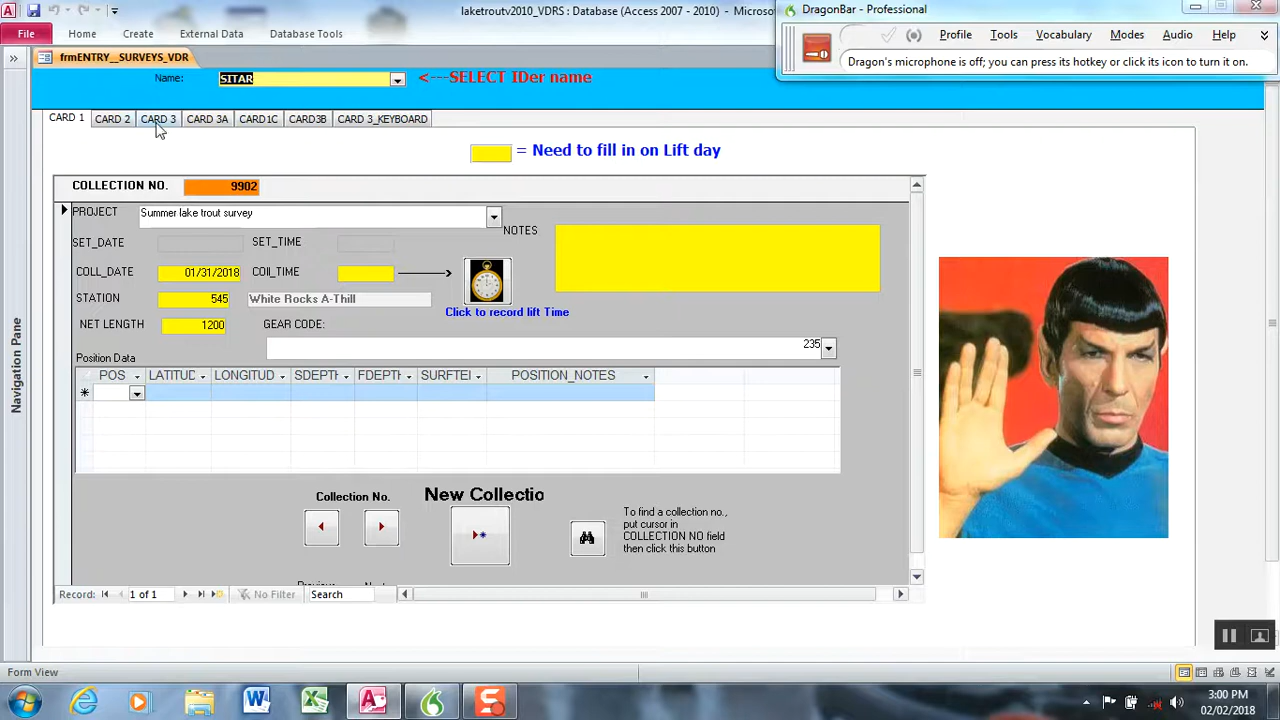 laketroutv2010_VDRS : Database (Access 2007 - 2010) - Microso
DragonBar - Professional
File Home Create External Data Database Tools
Profile Tools Vocabulary Modes Audio Help
Dragon's microphone is off; you can press its hotkey or click its icon to turn it on.
frmENTRY__SURVEYS_VDR
Name: SITAR <---SELECT IDer name
CARD 1 CARD 2 CARD 3 CARD 3A CARD1C CARD3B CARD 3_KEYBOARD
= Need to fill in on Lift day
COLLECTION NO. 9902
PROJECT Summer lake trout survey
NOTES
SET_DATE SET_TIME
COLL_DATE 01/31/2018 COll_TIME
STATION 545 White Rocks A-Thill
Click to record lift Time
NET LENGTH 1200 GEAR CODE:
235
Position Data
POS LATITUD LONGITUD SDEPTH FDEPTH SURFTEI POSITION_NOTES
Collection No. New Collectio
To find a collection no.,
put cursor in
COLLECTION NO field
then click this button
Record: 1 of 1 No Filter Search
Navigation Pane
Form View
3:00 PM
02/02/2018